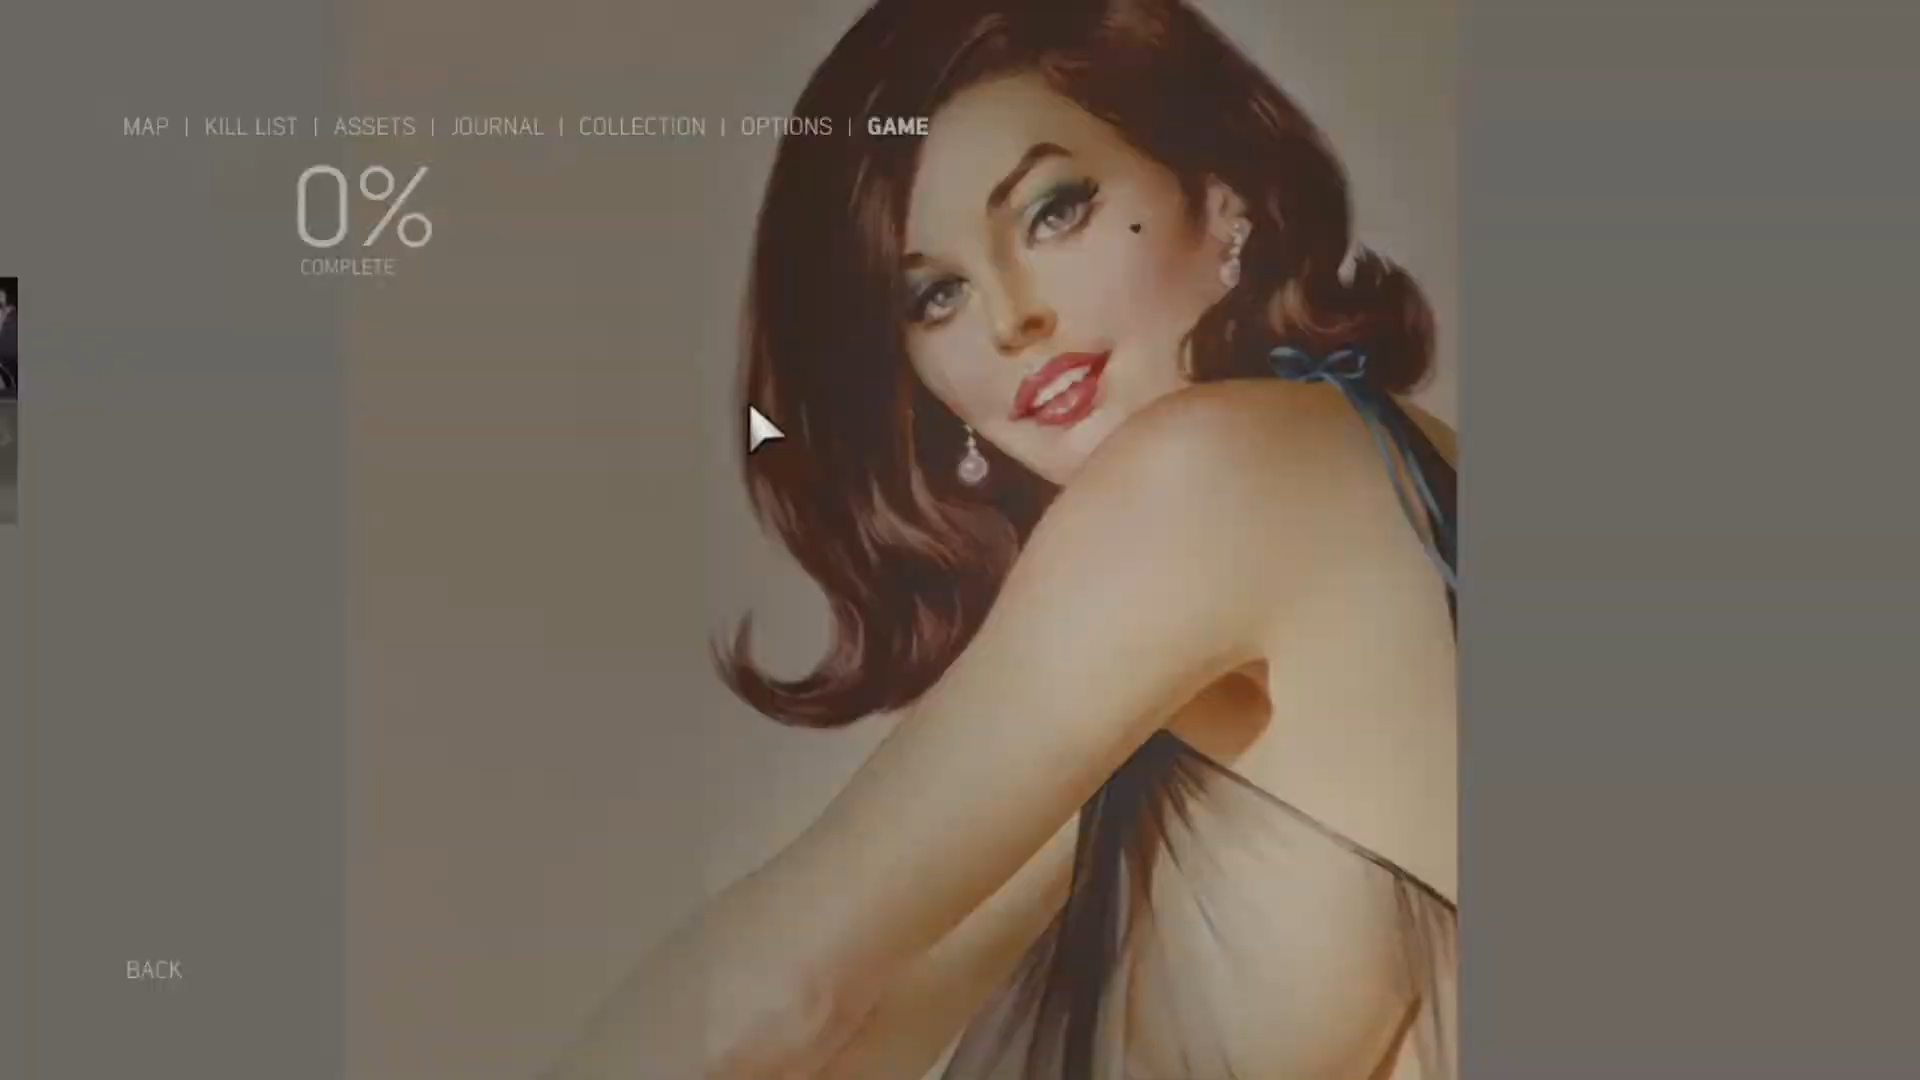 MAP | KILL LIST | ASSETS | JOURNAL | COLLECTION | OPTIONS | GAME
0%
COMPLETE
BACK